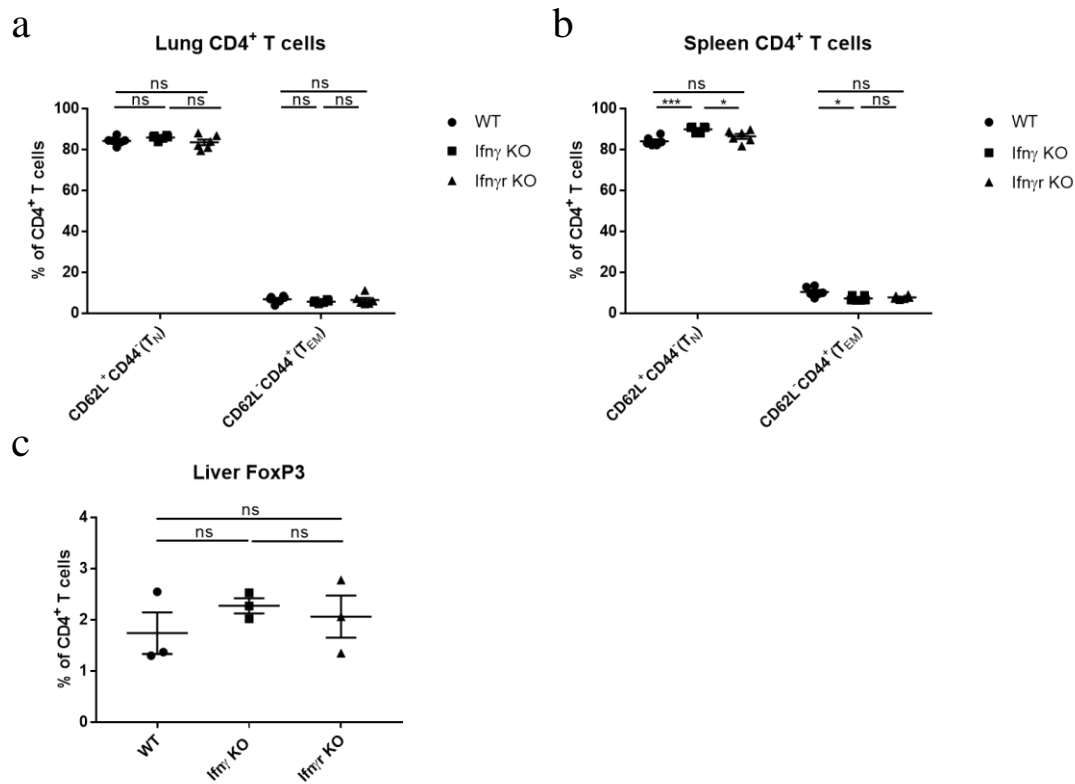 a
Lung CD4⁺ T cells
ns
ns ns
ns
ns ns
100
80
60
40
20
0
% of CD4⁺ T cells
CD62L⁺CD44⁻(T_N)
CD62L⁻CD44⁺(T_EM)
WT
Ifnγ KO
Ifnγr KO
b
Spleen CD4⁺ T cells
ns
*** *
ns
* ns
100
80
60
40
20
0
% of CD4⁺ T cells
CD62L⁺CD44⁻(T_N)
CD62L⁻CD44⁺(T_EM)
WT
Ifnγ KO
Ifnγr KO
c
Liver FoxP3
ns
ns ns
4
3
2
1
0
% of CD4⁺ T cells
WT
Ifnγ KO
Ifnγr KO